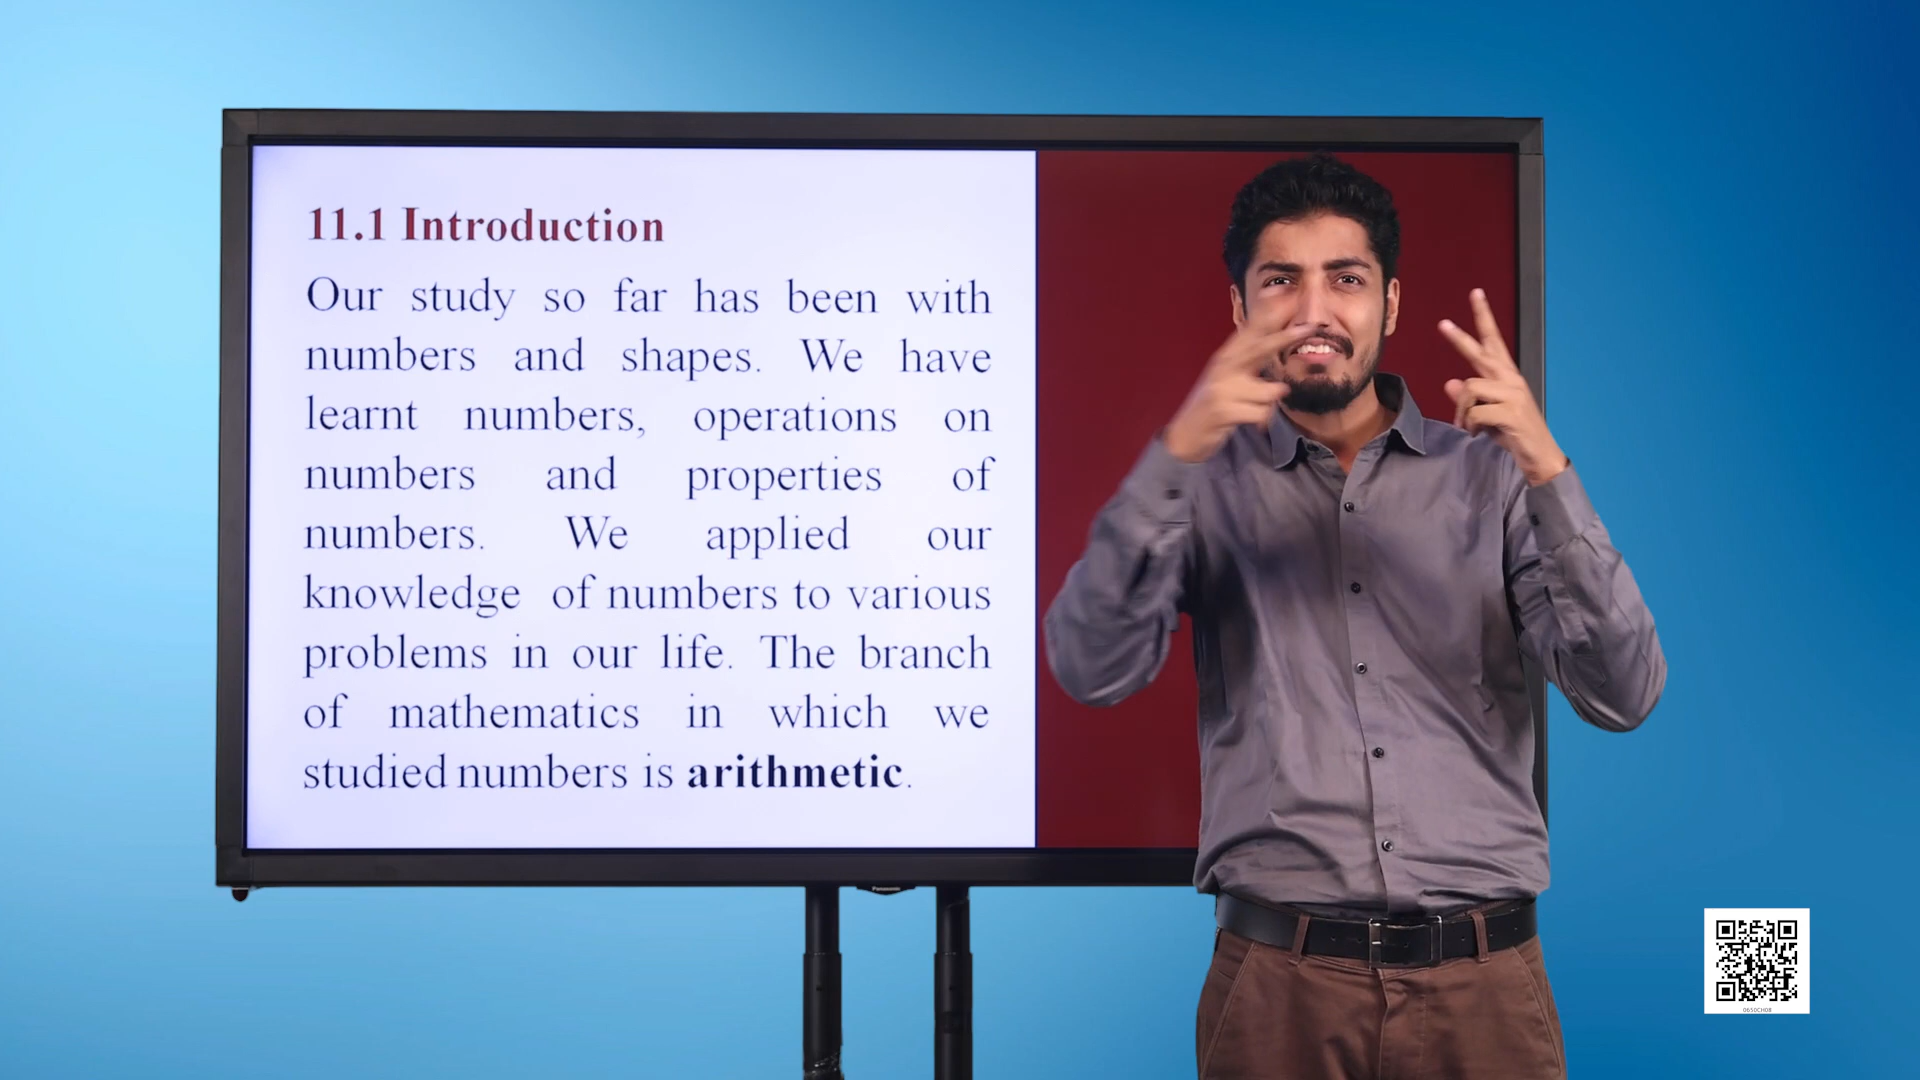 11.1 Introduction
Our study so far has been with
numbers and shapes. We have
learnt numbers, operations on
numbers and properties of
numbers. We applied our
knowledge of numbers to various
problems in our life. The branch
of mathematics in which we
studied numbers is arithmetic.
Panasonic